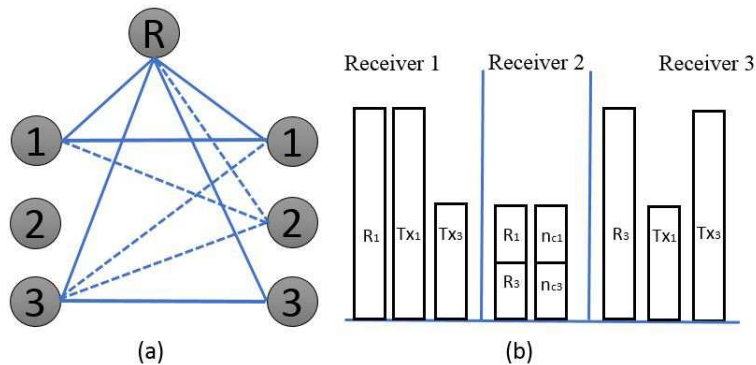 R
1
1
2
2
3
3
(a)
Receiver 1
Receiver 2
Receiver 3
R1
Tx1
Tx3
R1
nc1
R3
nc3
R3
Tx1
Tx3
(b)